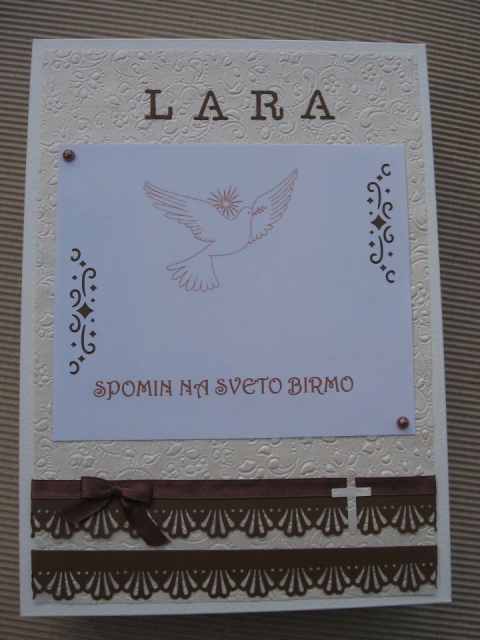 LARA
SPOMIN NA SVETO BIRMO